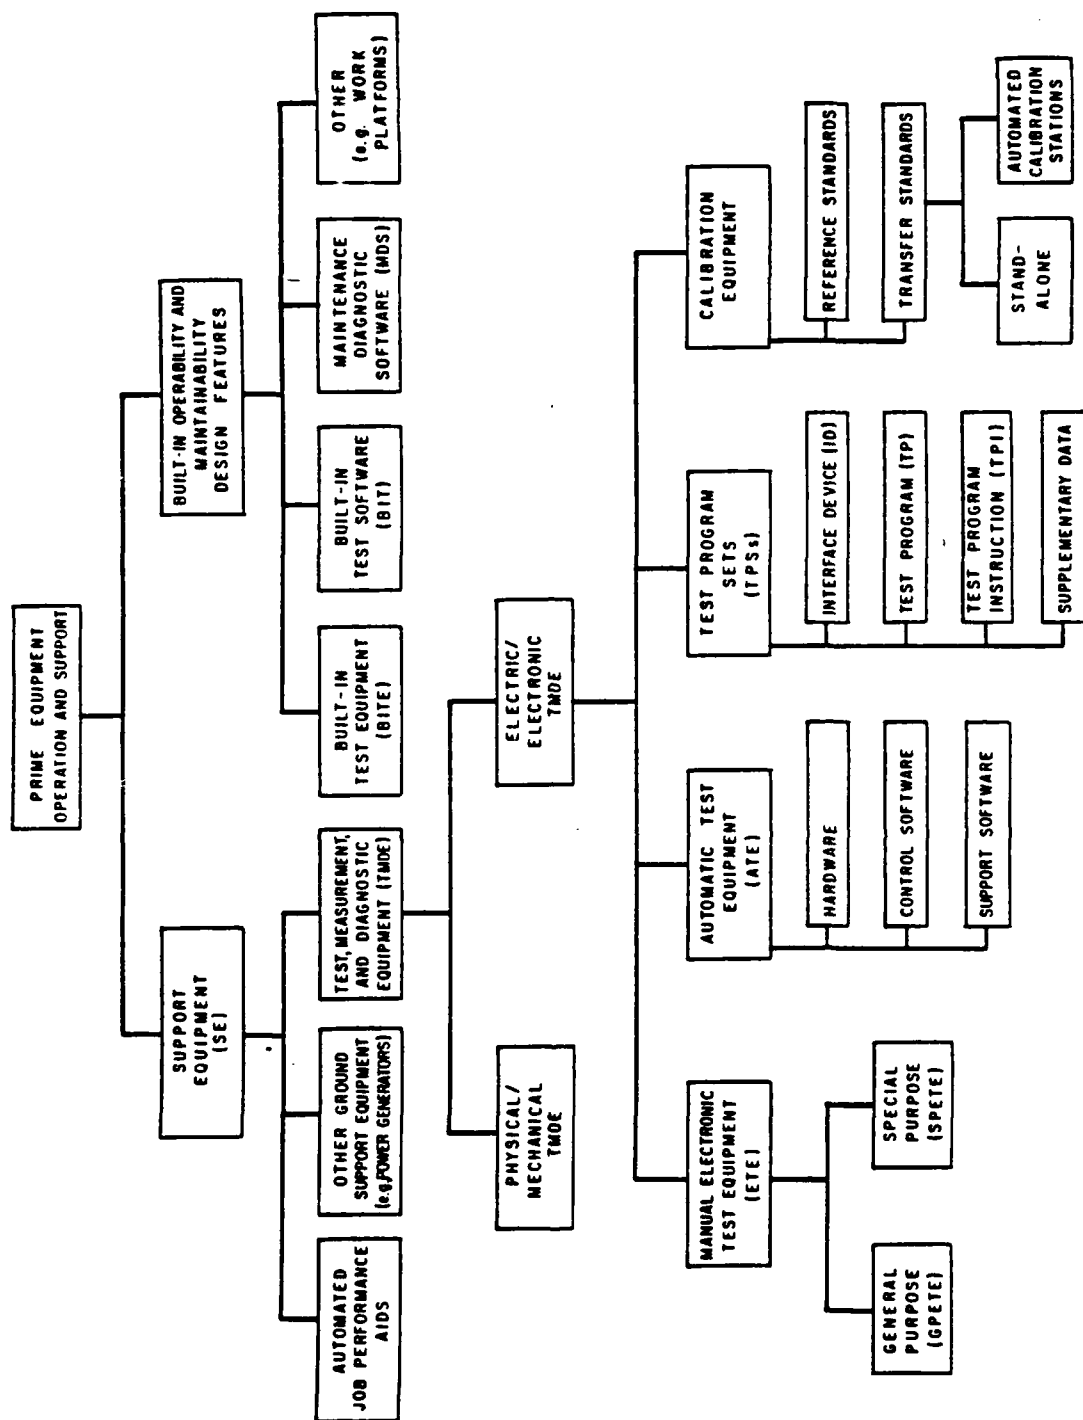 PRIME EQUIPMENT
OPERATION AND SUPPORT
SUPPORT
EQUIPMENT
(SE)
BUILT-IN OPERABILITY AND
MAINTAINABILITY
DESIGN FEATURES
AUTOMATED
JOB PERFORMANCE
AIDS
OTHER GROUND
SUPPORT EQUIPMENT
(e.g., POWER GENERATORS)
TEST, MEASUREMENT,
AND DIAGNOSTIC
EQUIPMENT (TMDE)
BUILT-IN
TEST EQUIPMENT
(BITE)
BUILT-IN
TEST SOFTWARE
(BIT)
MAINTENANCE
DIAGNOSTIC
SOFTWARE (MDS)
OTHER
(e.g. WORK
PLATFORMS)
PHYSICAL/
MECHANICAL
TMDE
ELECTRIC/
ELECTRONIC
TMDE
MANUAL ELECTRONIC
TEST EQUIPMENT
(ETE)
AUTOMATIC TEST
EQUIPMENT
(ATE)
TEST PROGRAM
SETS
(TPSs)
CALIBRATION
EQUIPMENT
GENERAL
PURPOSE
(GPETE)
SPECIAL
PURPOSE
(SPETE)
HARDWARE
CONTROL SOFTWARE
SUPPORT SOFTWARE
INTERFACE DEVICE (ID)
TEST PROGRAM (TP)
TEST PROGRAM
INSTRUCTION (TPI)
SUPPLEMENTARY DATA
REFERENCE STANDARDS
TRANSFER STANDARDS
STAND-
ALONE
AUTOMATED
CALIBRATION
STATIONS